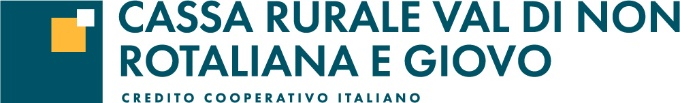 CASSA RURALE VAL DI NON
ROTALIANA E GIOVO
CREDITO COOPERATIVO ITALIANO